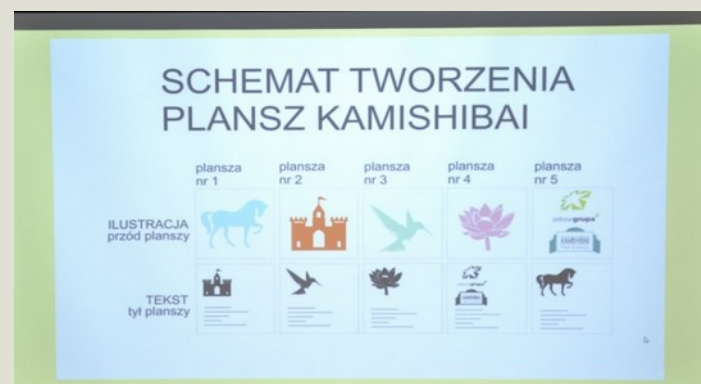 SCHEMAT TWORZENIA
PLANSZ KAMISHIBAI
plansza
nr 1
plansza
nr 2
plansza
nr 3
plansza
nr 4
plansza
nr 5
ILUSTRACJA
przód planszy
TEKST
tył planszy